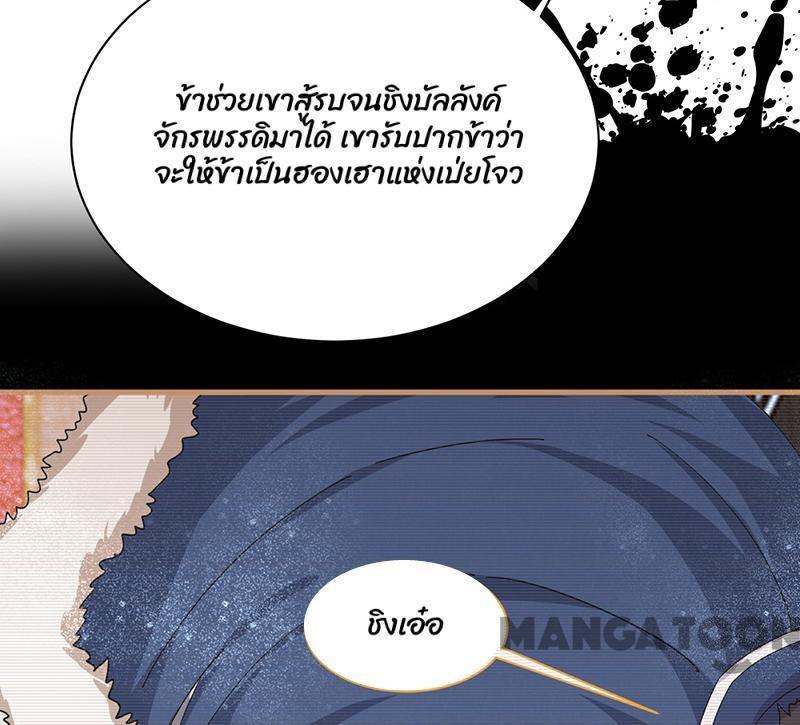 ข้าช่วยเขาสู้รบจนชิงบัลลังค์
จักรพรรดิมาได้ เขารับปากข้าว่า
จะให้ข้าเป็นฮองเฮาแห่งเป่ยโจว
ชิงเอ๋อ
MANGA TOON